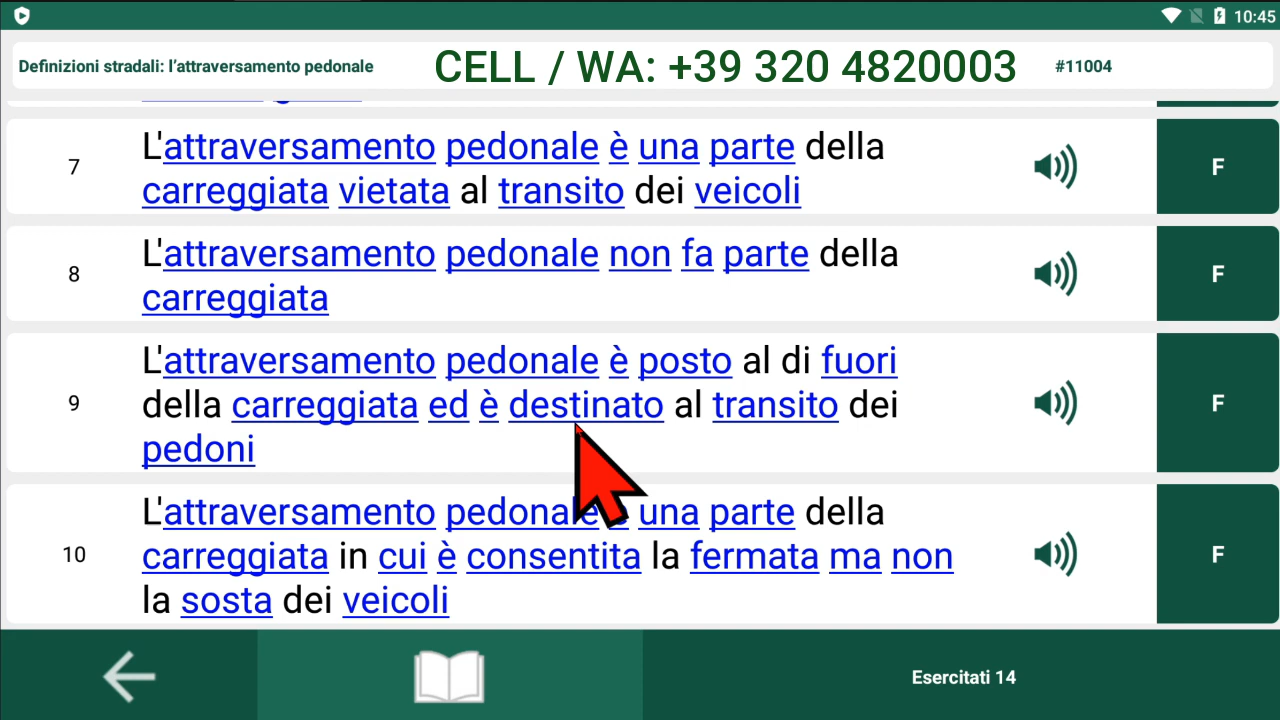 10:45
Definizioni stradali: l'attraversamento pedonale
CELL / WA: +39 320 4820003
#11004
7
L'attraversamento pedonale è una parte della
carreggiata vietata al transito dei veicoli
F
8
L'attraversamento pedonale non fa parte della
carreggiata
F
9
L'attraversamento pedonale è posto al di fuori
della carreggiata ed è destinato al transito dei
pedoni
F
10
L'attraversamento pedonale una parte della
carreggiata in cui è consentita la fermata ma non
la sosta dei veicoli
F
Esercitati 14